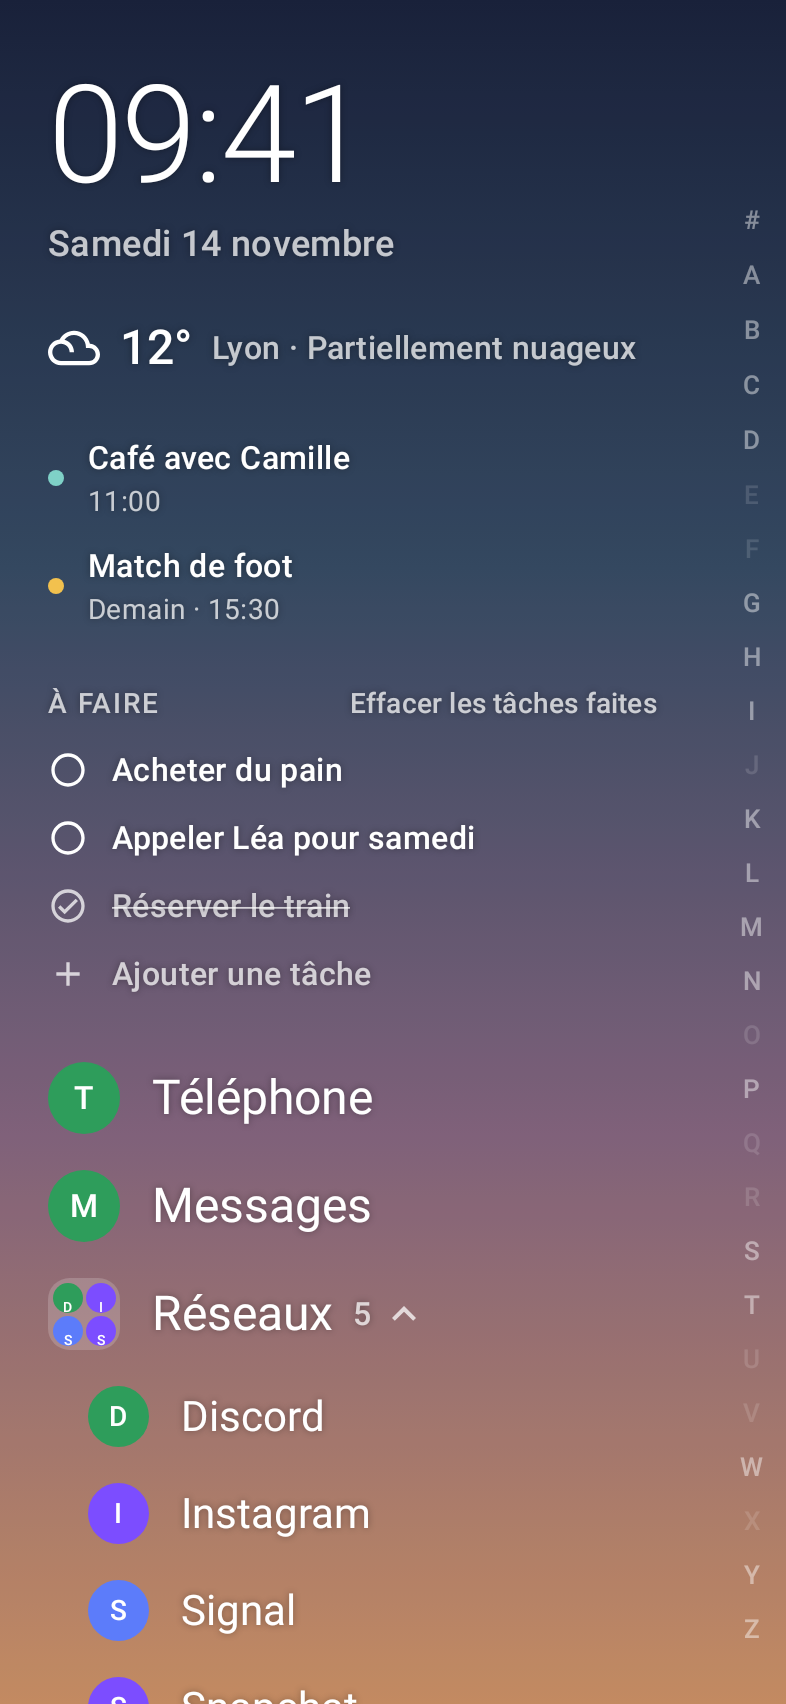 09:41
Samedi 14 novembre
12° Lyon · Partiellement nuageux
Café avec Camille
11:00
Match de foot
Demain · 15:30
À FAIRE Effacer les tâches faites
Acheter du pain
Appeler Léa pour samedi
Réserver le train
Ajouter une tâche
T Téléphone
M Messages
D I
S S
Réseaux 5
D Discord
I Instagram
S Signal
S Snapchat
#
A
B
C
D
E
F
G
H
I
J
K
L
M
N
O
P
Q
R
S
T
U
V
W
X
Y
Z